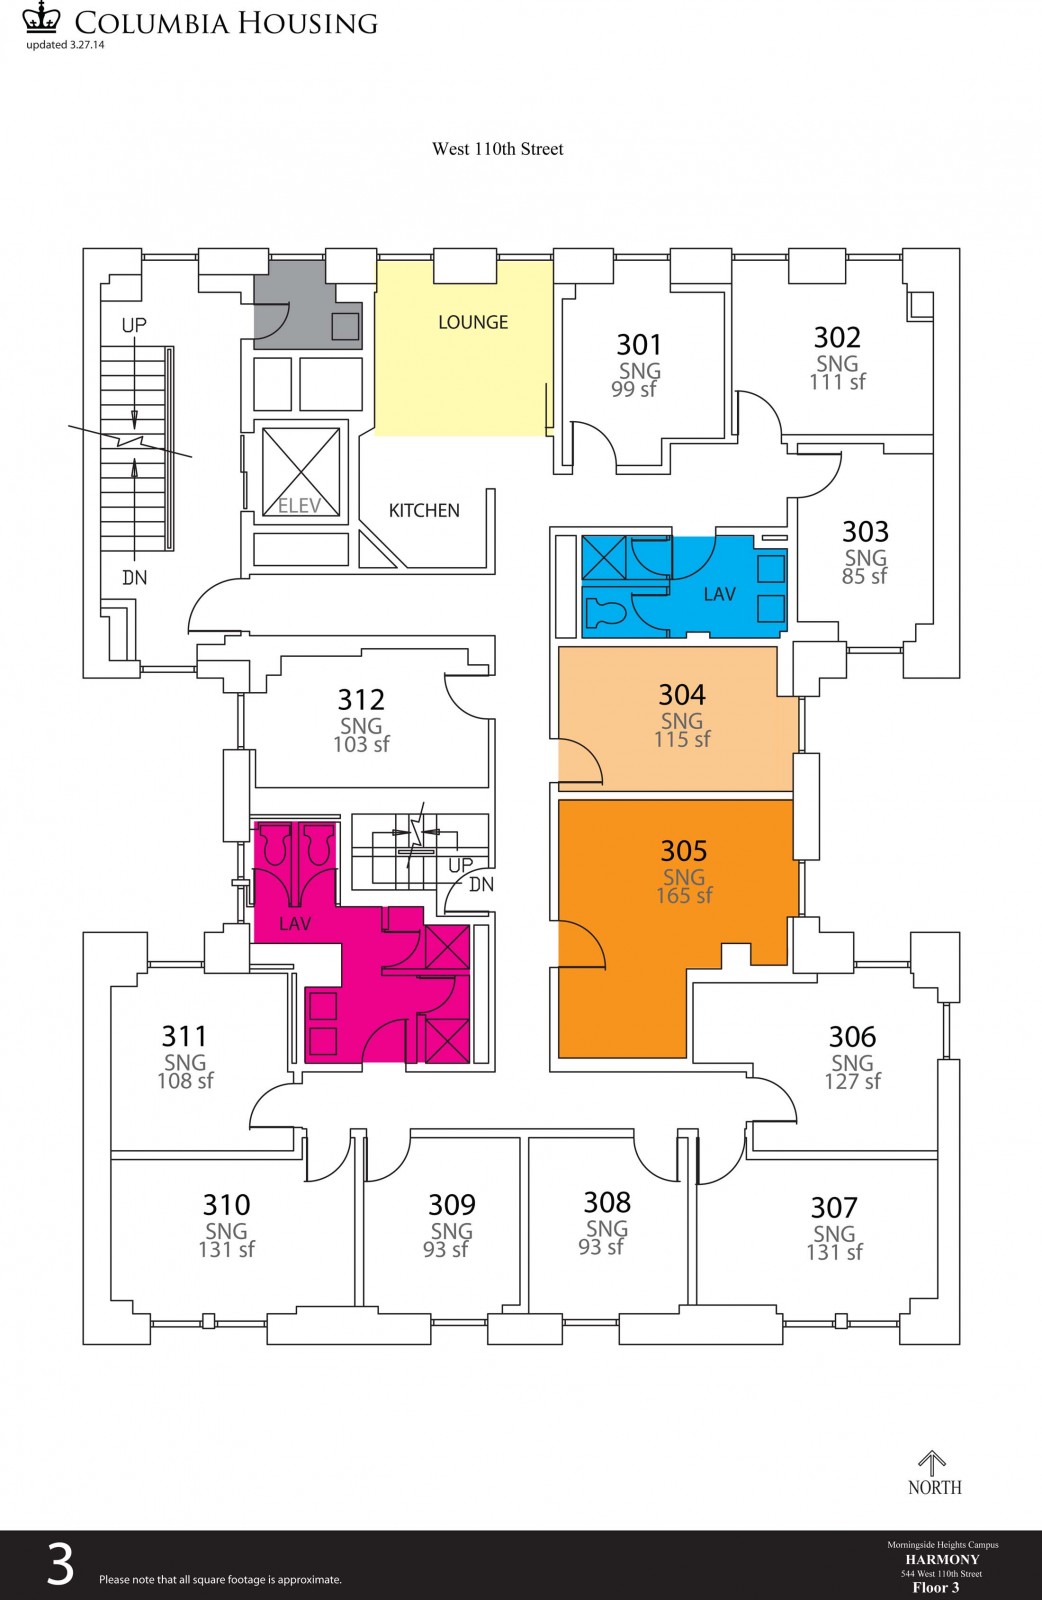 COLUMBIA HOUSING
updated 3.27.14
West 110th Street
UP
LOUNGE
301
SNG
99 sf
302
SNG
111 sf
ELEV
KITCHEN
303
SNG
85 sf
DN
LAV
312
SNG
103 sf
304
SNG
115 sf
UP
DN
305
SNG
165 sf
LAV
311
SNG
108 sf
306
SNG
127 sf
310
SNG
131 sf
309
SNG
93 sf
308
SNG
93 sf
307
SNG
131 sf
NORTH
3
Please note that all square footage is approximate.
Morningside Heights Campus
HARMONY
544 West 110th Street
Floor 3